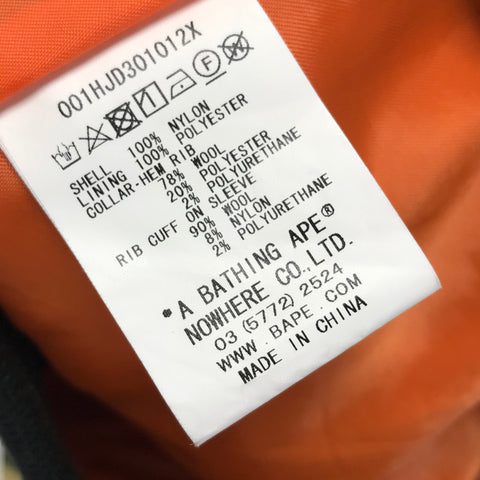 001HJD301012X
SHELL 100% NYLON
LINING 100% POLYESTER
COLLAR-HEM RIB
78% WOOL
20% POLYESTER
2% POLYURETHANE
RIB CUFF ON SLEEVE
90% WOOL
8% NYLON
2% POLYURETHANE
*A BATHING APE®
NOWHERE CO., LTD.
03 (5772) 2524
WWW. BAPE. COM
MADE IN CHINA